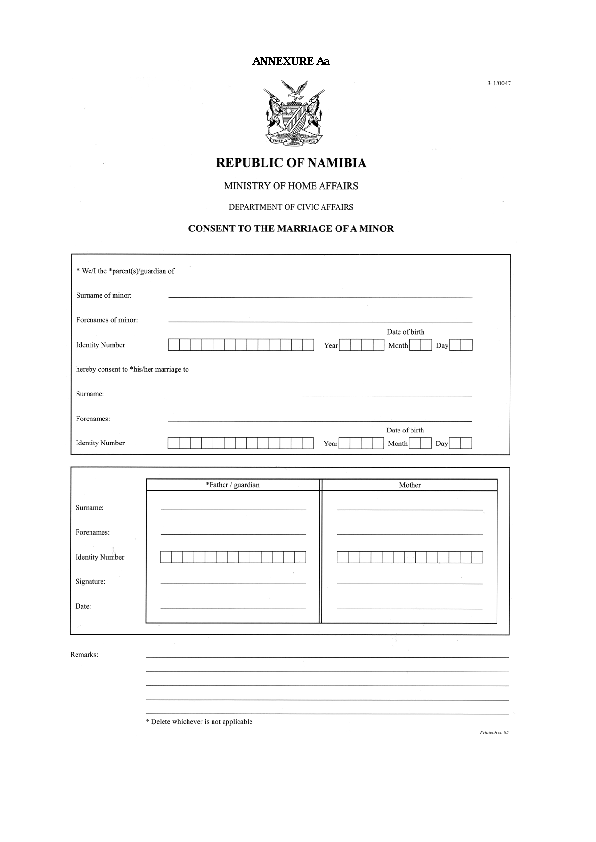 ANNEXURE Aa
REPUBLIC OF NAMIBIA
MINISTRY OF HOME AFFAIRS
DEPARTMENT OF CIVIC AFFAIRS
CONSENT TO THE MARRIAGE OF A MINOR
* We/I the *parent(s)/guardian of
Surname of minor:
Forenames of minor:
Date of birth
Identity Number Year Month Day
hereby consent to *his/her marriage to
Surname
Forenames:
Date of birth
Identity Number Year Month Day
*Father / guardian Mother
Surname:
Forenames:
Identity Number
Signature:
Date:
Remarks:
* Delete whichever is not applicable